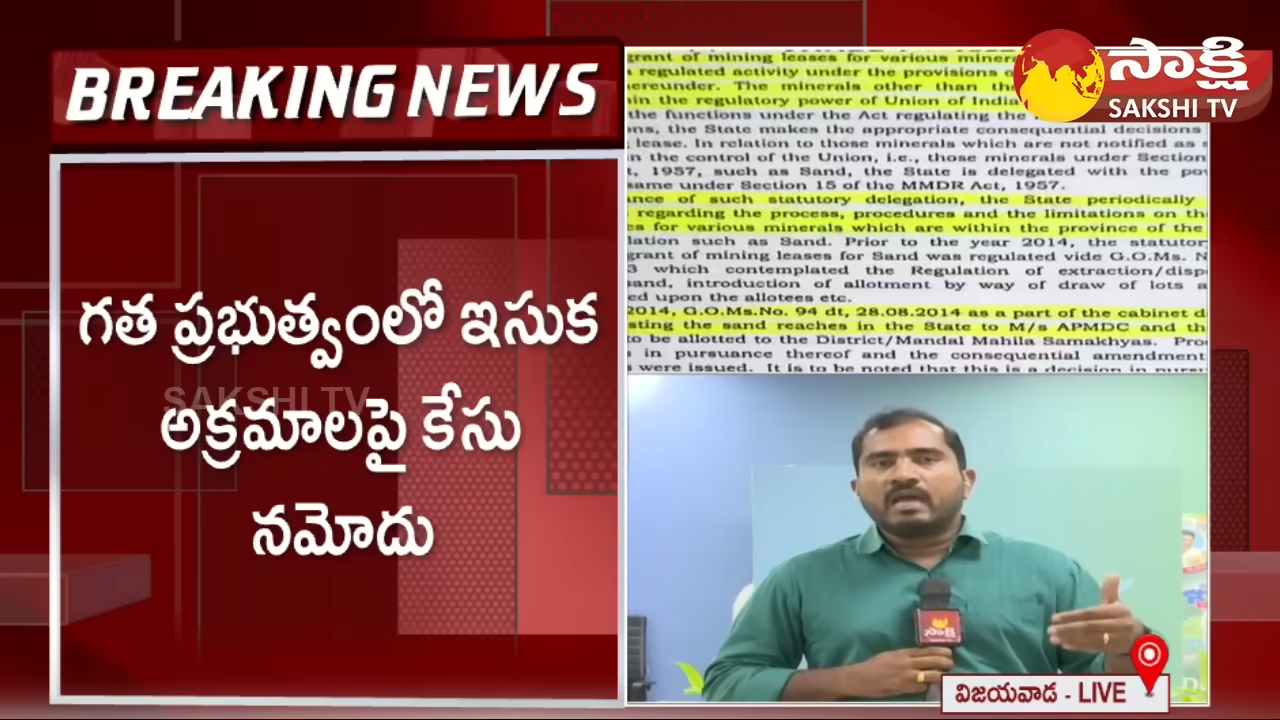 BREAKING NEWS
గత ప్రభుత్వంలో ఇసుక
అక్రమాలపై కేసు
నమోదు
SAKSHI TV
సాక్షి
SAKSHI TV
grant of mining leases for various
regulated activity under the provisions
The minerals other than the
the regulatory power of Union of
the functions under the Act regulating the
the State makes the appropriate consequential decisions
lease. In relation to those minerals which are not notified as
the control of the Union, i.e., those minerals under Section
1957, such as Sand, the State is delegated with the
same under Section 15 of the MMDR Act, 1957.
of such statutory delegation, the State periodically
regarding the process, procedures and the limitations on
for various minerals which are within the province of the
such as Sand. Prior to the year 2014, the
grant of mining leases for Sand was regulated vide G.O.Ms.
3 which contemplated the Regulation of
introduction of allotment by way of draw of lots
upon the allotees etc.
2014, G.O.Ms.No. 94 dt, 28.08.2014 as a part of the cabinet
the sand reaches in the State to M/s APMDC and
to be allotted to the District/Mandal Mahila Samakhyas.
in pursuance thereof and the consequential
were issued. It is to be noted that this is a decision in
సాక్షి
విజయవాడ - LIVE